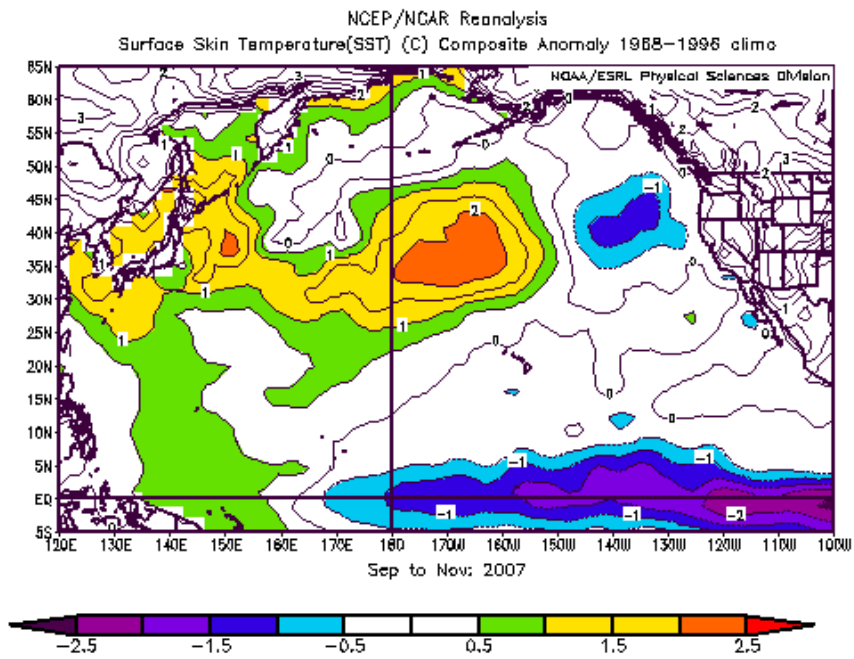 NCEP/NCAR Reanalysis
Surface Skin Temperature(SST) (C) Composite Anomaly 1968-1996 climo
NOAA/ESRL Physical Sciences Division
65N
60N
55N
50N
45N
40N
35N
30N
25N
20N
15N
10N
5N
EQ
5S
120E 130E 140E 150E 160E 170E 180 170W 160W 150W 140W 130W 120W 110W 100W
Sep to Nov: 2007
-2.5 -1.5 -0.5 0.5 1.5 2.5